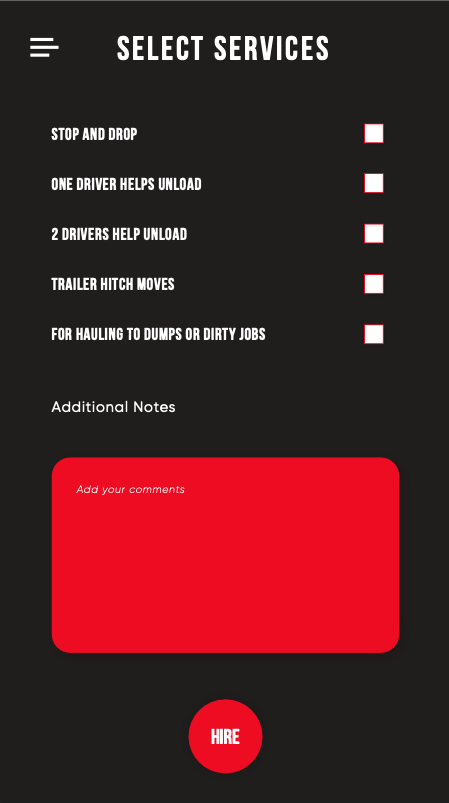 SELECT SERVICES
STOP AND DROP
ONE DRIVER HELPS UNLOAD
2 DRIVERS HELP UNLOAD
TRAILER HITCH MOVES
FOR HAULING TO DUMPS OR DIRTY JOBS
Additional Notes
Add your comments
HIRE